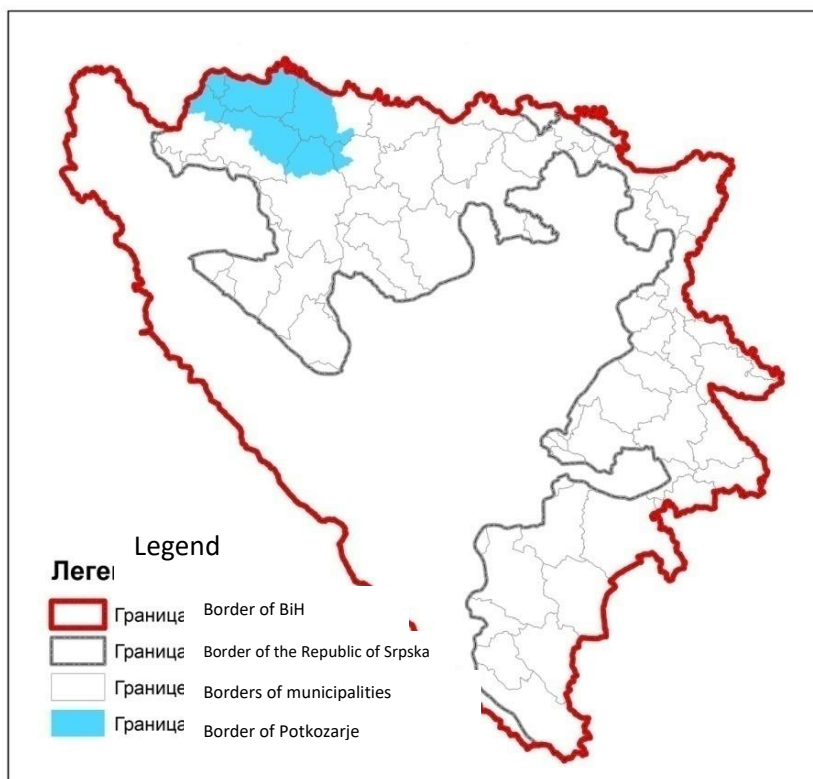 Legend
Леге
Граница Border of BiH
Граница Border of the Republic of Srpska
Границе Borders of municipalities
Граница Border of Potkozarje